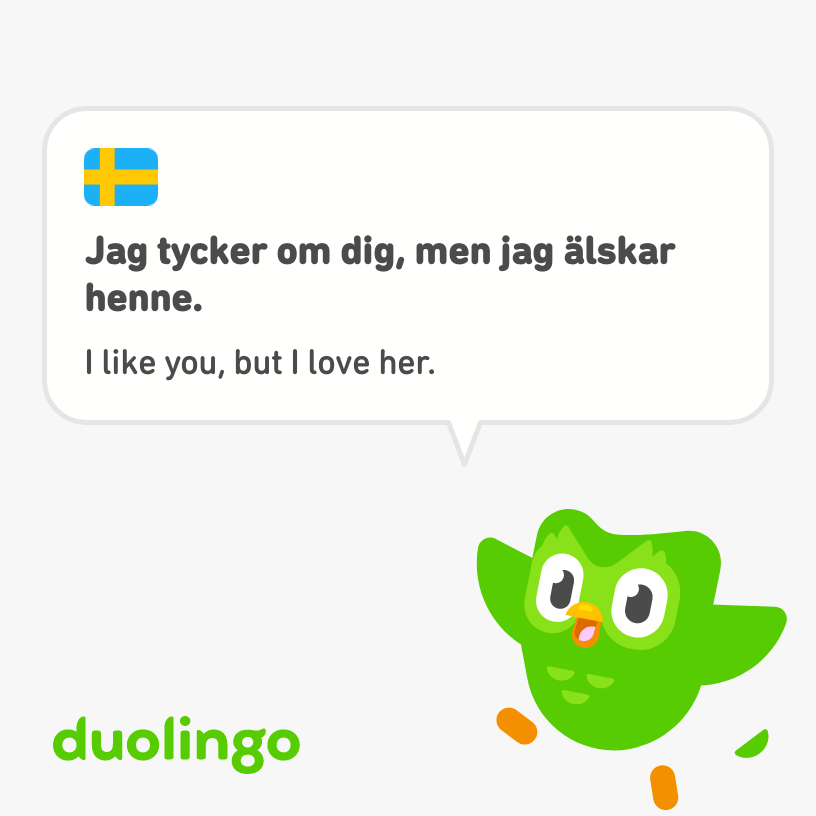 Jag tycker om dig, men jag älskar
henne.
I like you, but I love her.
duolingo